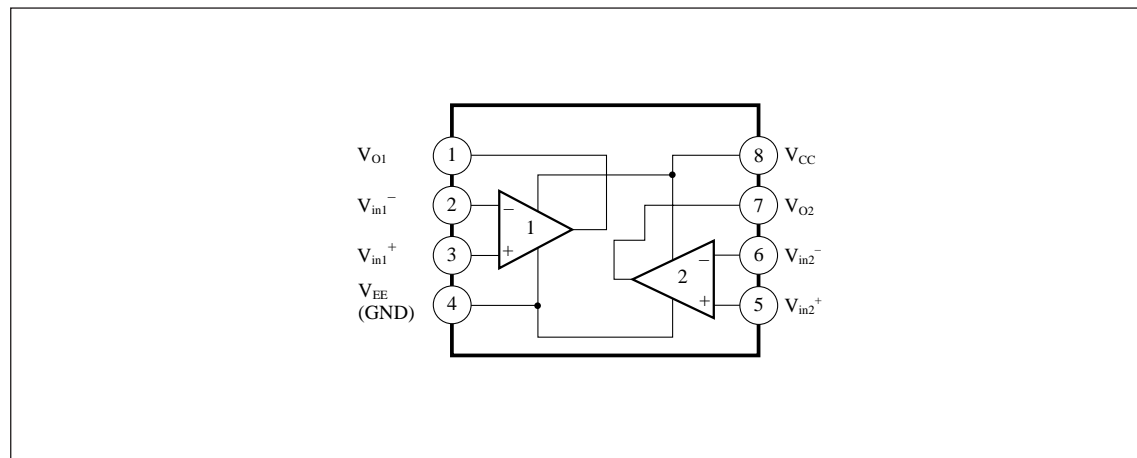 V_O1 1 8 V_CC
V_in1^− 2 − 1 7 V_O2
V_in1^+ 3 + 2 − 6 V_in2^−
V_EE
(GND) 4 + 5 V_in2^+